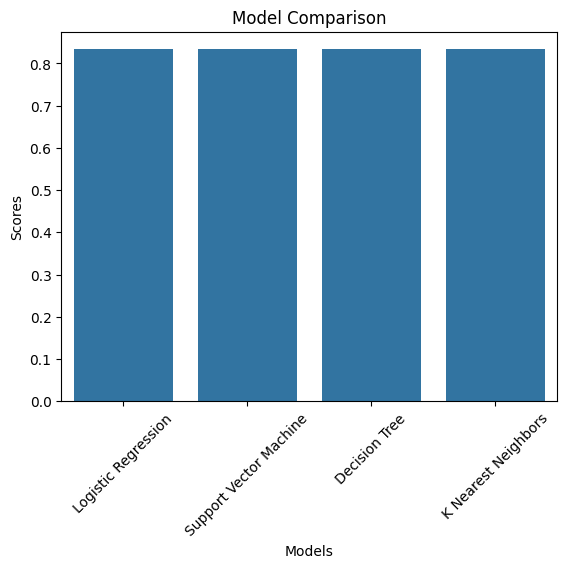 Model Comparison
Scores
0.8
0.7
0.6
0.5
0.4
0.3
0.2
0.1
0.0
Logistic Regression
Support Vector Machine
Decision Tree
K Nearest Neighbors
Models